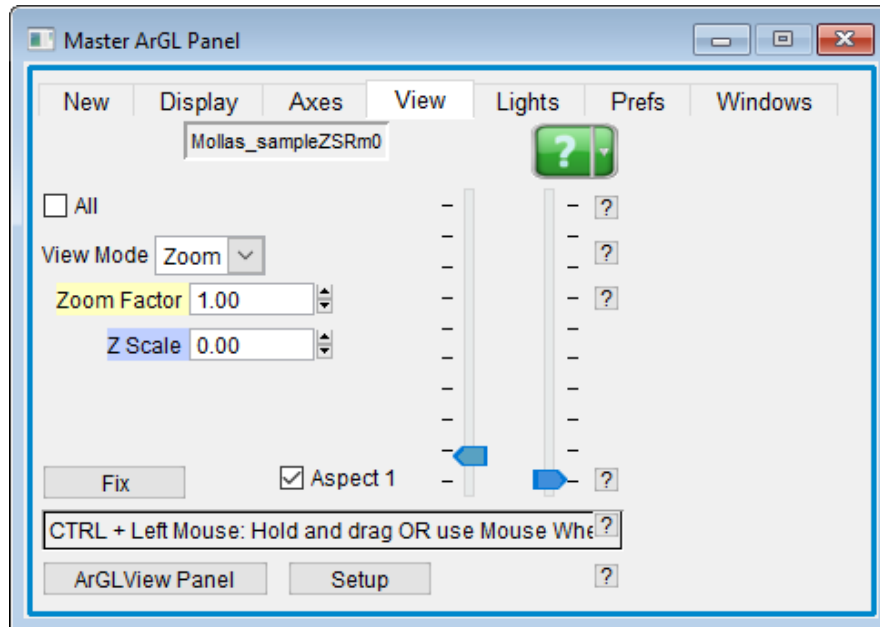 Master ArGL Panel
New Display Axes View Lights Prefs Windows
Mollas_sampleZSRm0
?
All
?
View Mode Zoom
?
Zoom Factor 1.00
?
Z Scale 0.00
Fix
Aspect 1
?
CTRL + Left Mouse: Hold and drag OR use Mouse Whe
?
ArGLView Panel Setup
?